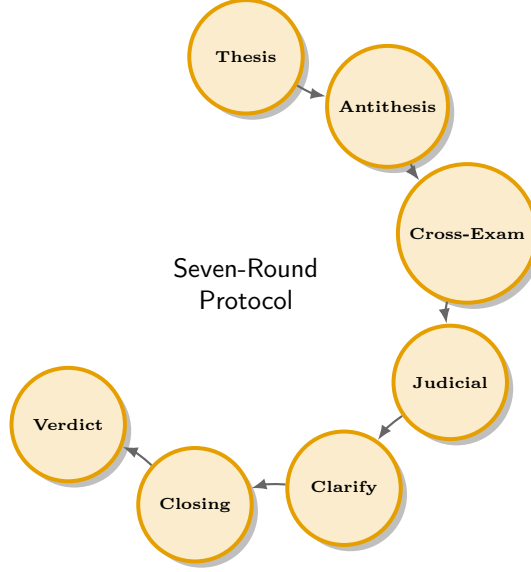 Thesis
Antithesis
Cross-Exam
Seven-Round
Protocol
Judicial
Verdict
Clarify
Closing